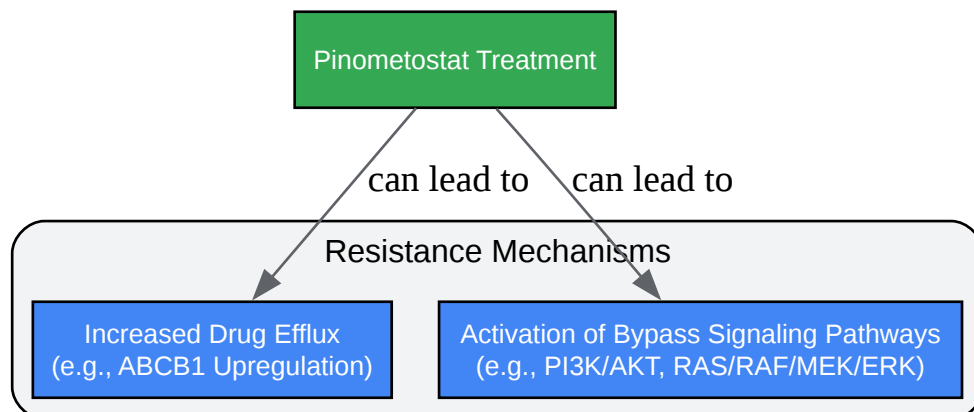 Pinometostat Treatment
can lead to can lead to
Resistance Mechanisms
Increased Drug Efflux
(e.g., ABCB1 Upregulation)
Activation of Bypass Signaling Pathways
(e.g., PI3K/AKT, RAS/RAF/MEK/ERK)